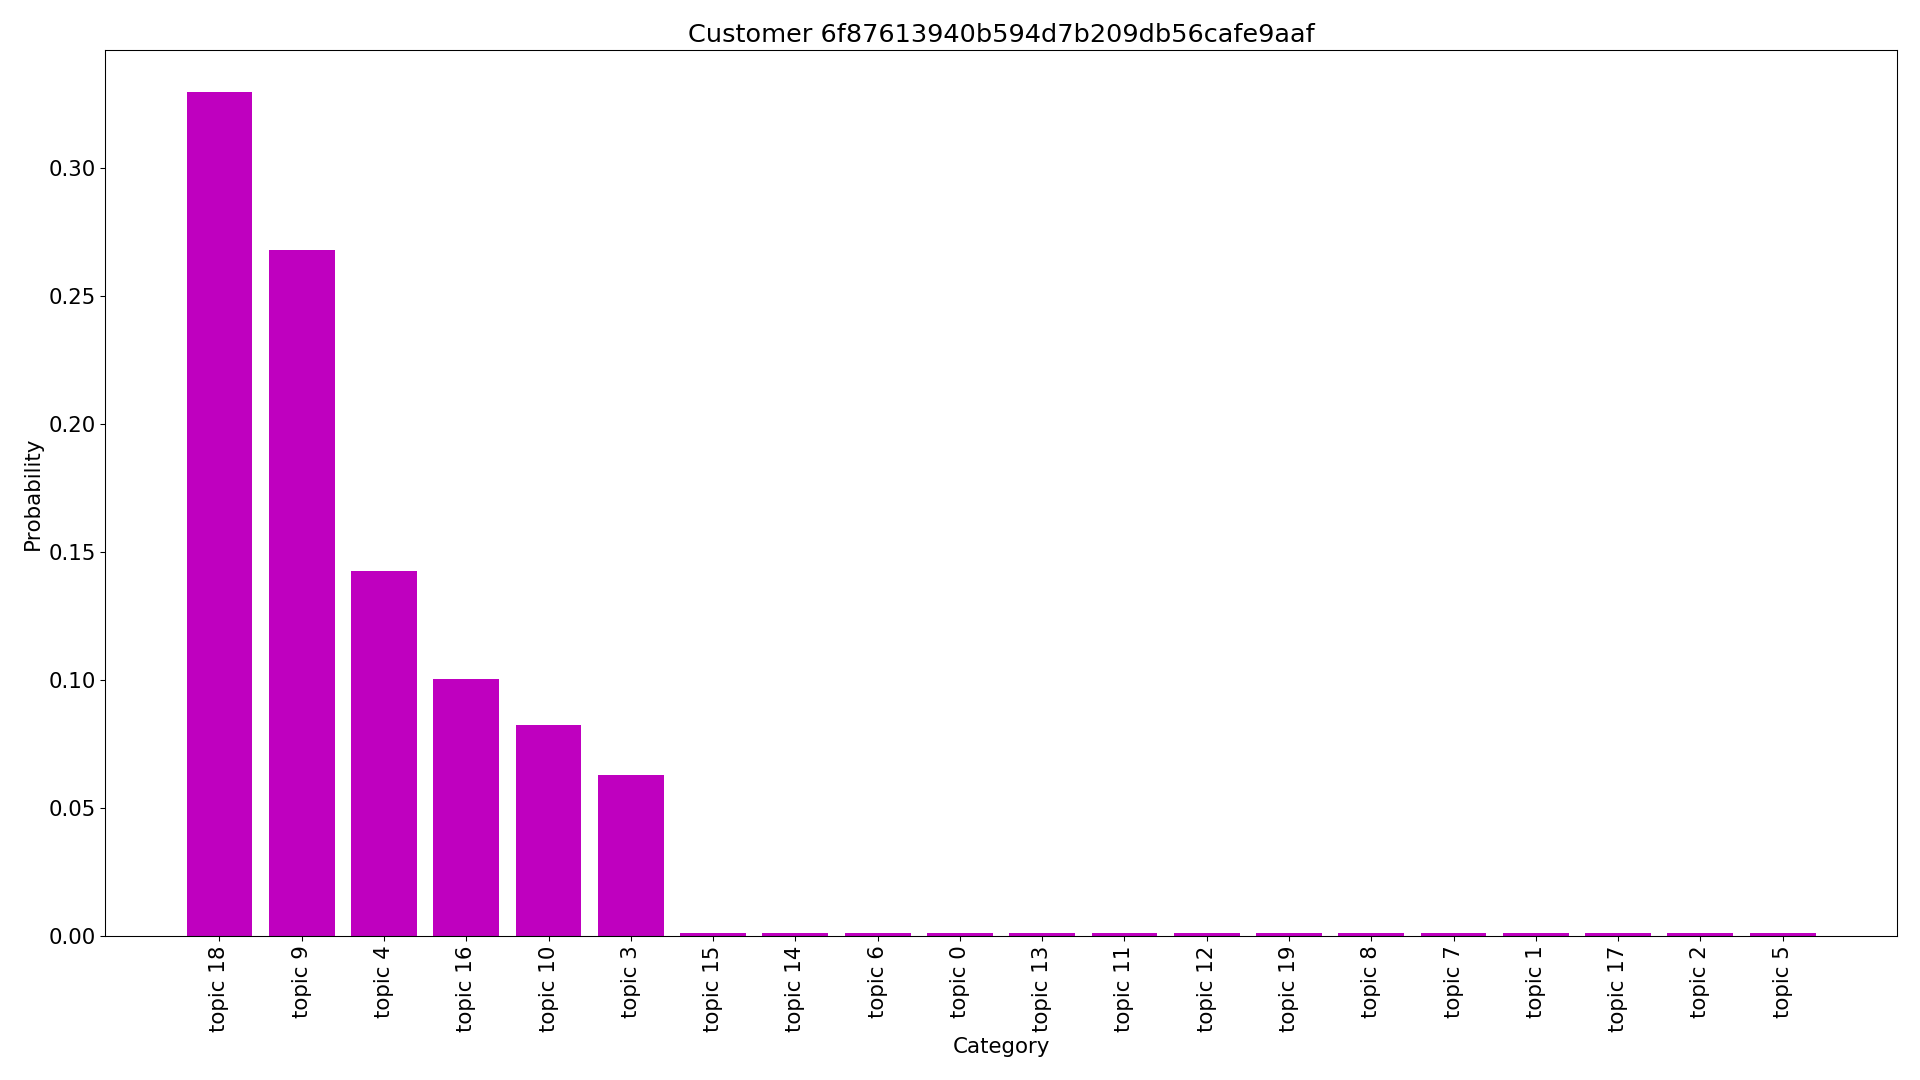 Customer 6f87613940b594d7b209db56cafe9aaf
Probability
0.30
0.25
0.20
0.15
0.10
0.05
0.00
topic 18
topic 9
topic 4
topic 16
topic 10
topic 3
topic 15
topic 14
topic 6
topic 0
topic 13
topic 11
topic 12
topic 19
topic 8
topic 7
topic 1
topic 17
topic 2
topic 5
Category